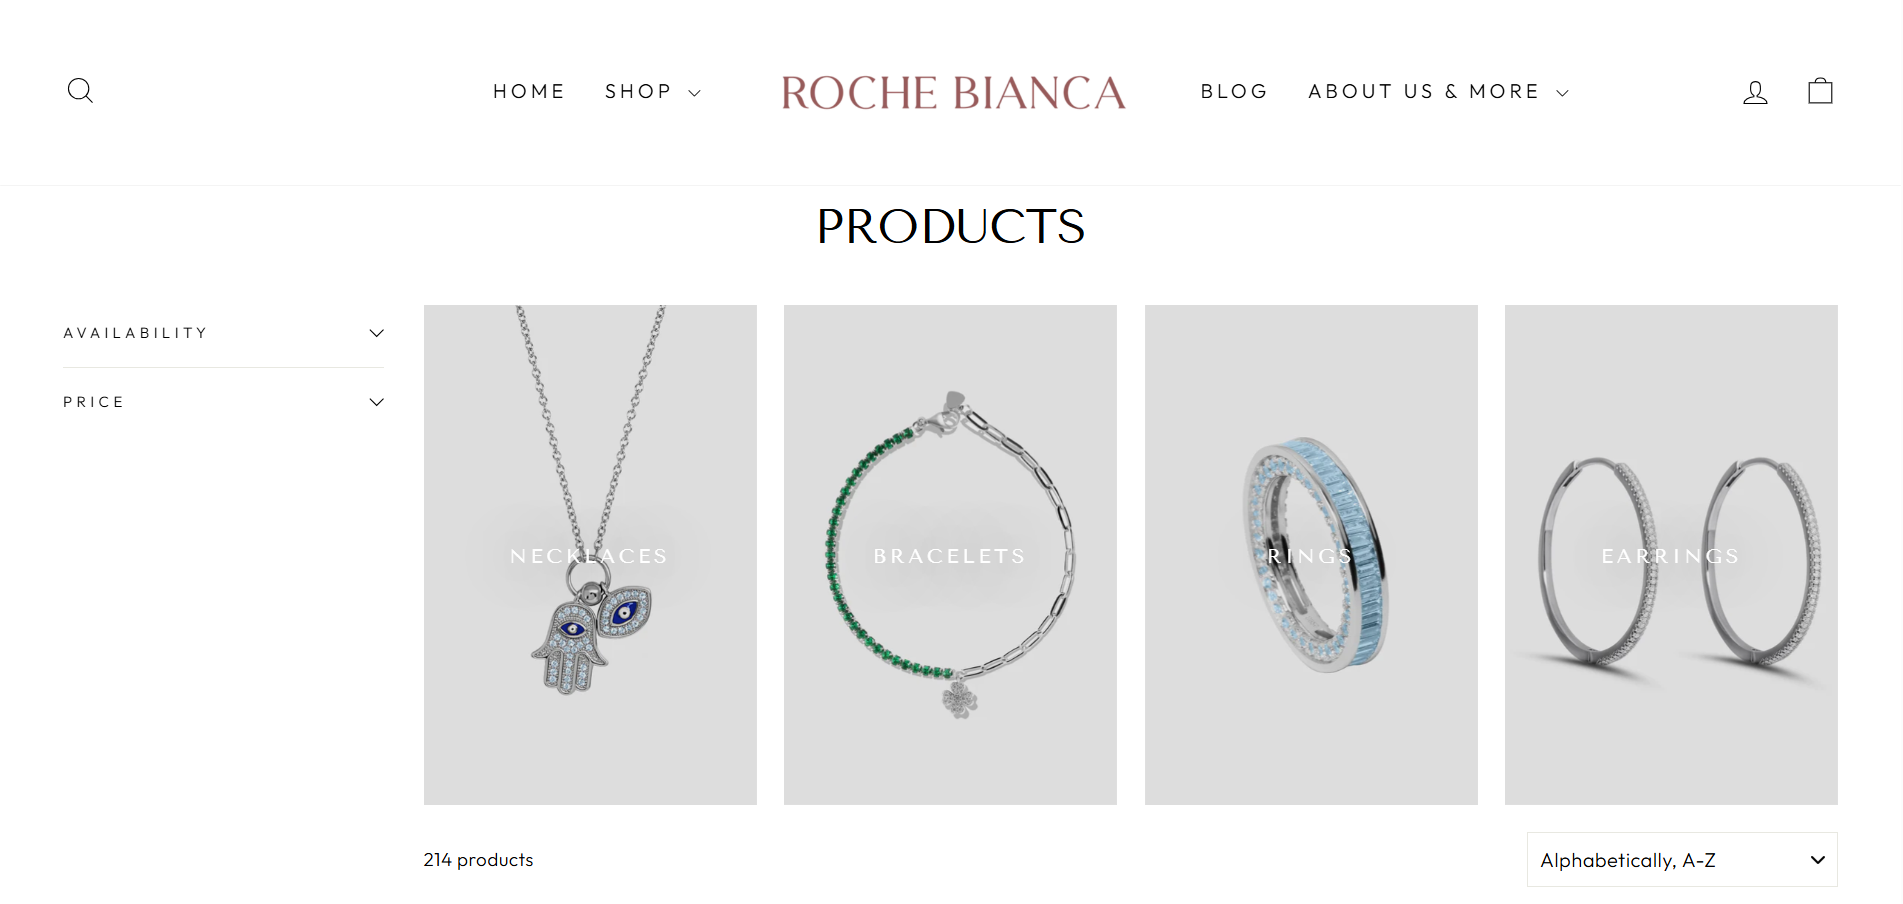 HOME
SHOP
ROCHE BIANCA
BLOG
ABOUT US & MORE
PRODUCTS
AVAILABILITY
PRICE
NECKLACES
BRACELETS
RINGS
EARRINGS
214 products
Alphabetically, A-Z